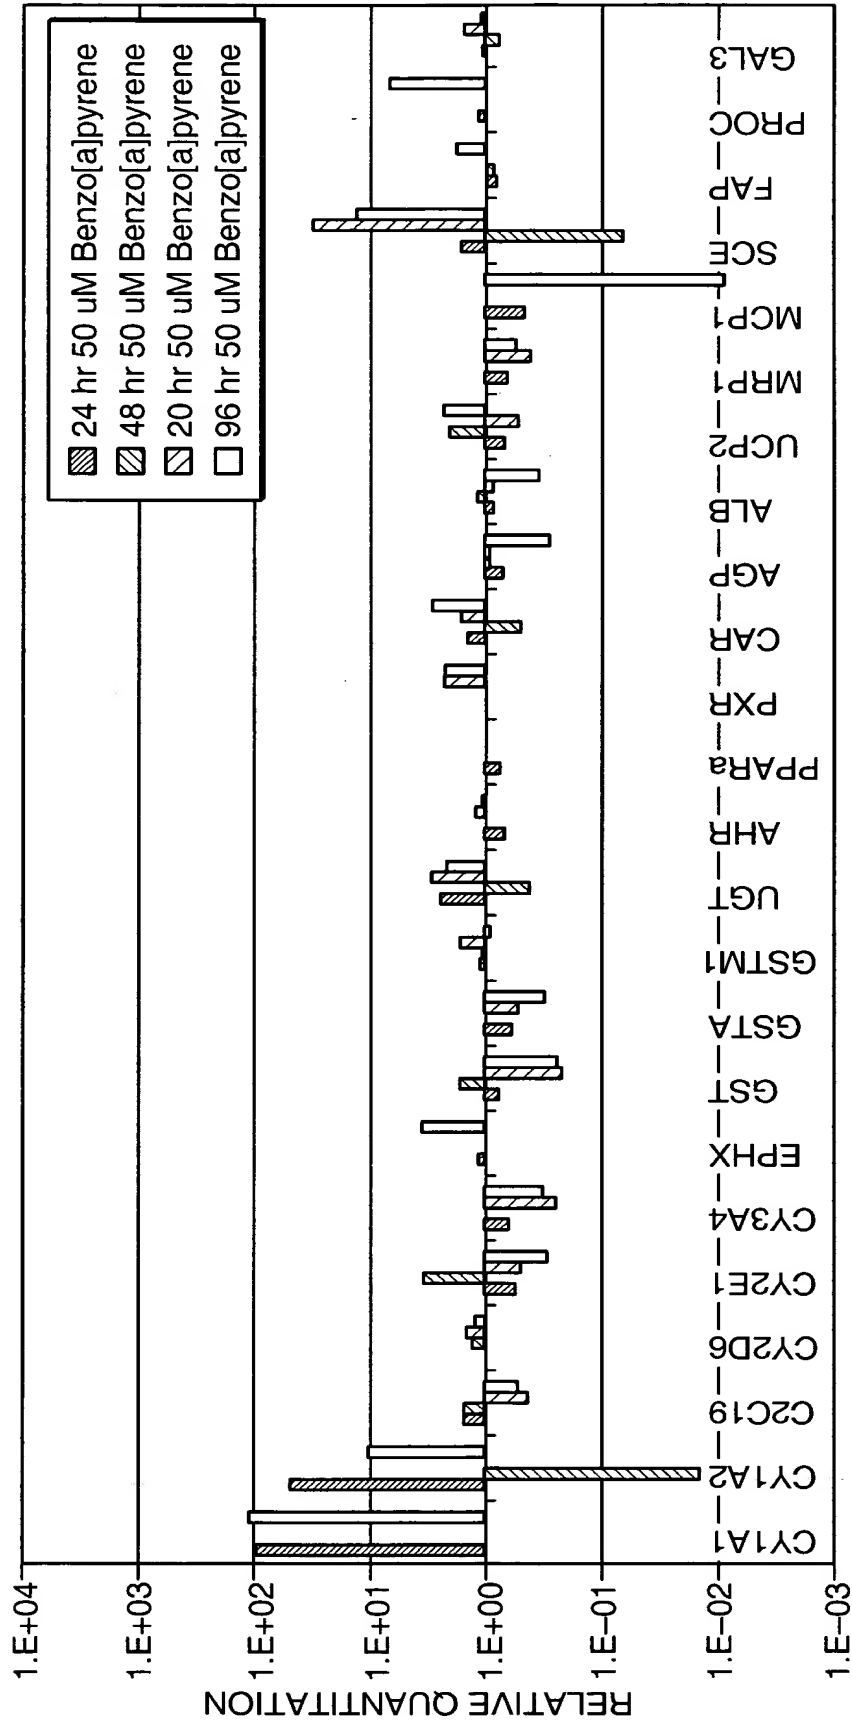 24 hr 50 uM Benzo[a]pyrene
48 hr 50 uM Benzo[a]pyrene
20 hr 50 uM Benzo[a]pyrene
96 hr 50 uM Benzo[a]pyrene
RELATIVE QUANTITATION
1.E+04
1.E+03
1.E+02
1.E+01
1.E+00
1.E−01
1.E−02
1.E−03
CY1A1
CY1A2
C2C19
CY2D6
CY2E1
CY3A4
EPHX
GST
GSTA
GSTM1
UGT
AHR
PPARa
PXR
CAR
AGP
ALB
UCP2
MRP1
MCP1
SCE
FAP
PROC
GAL3